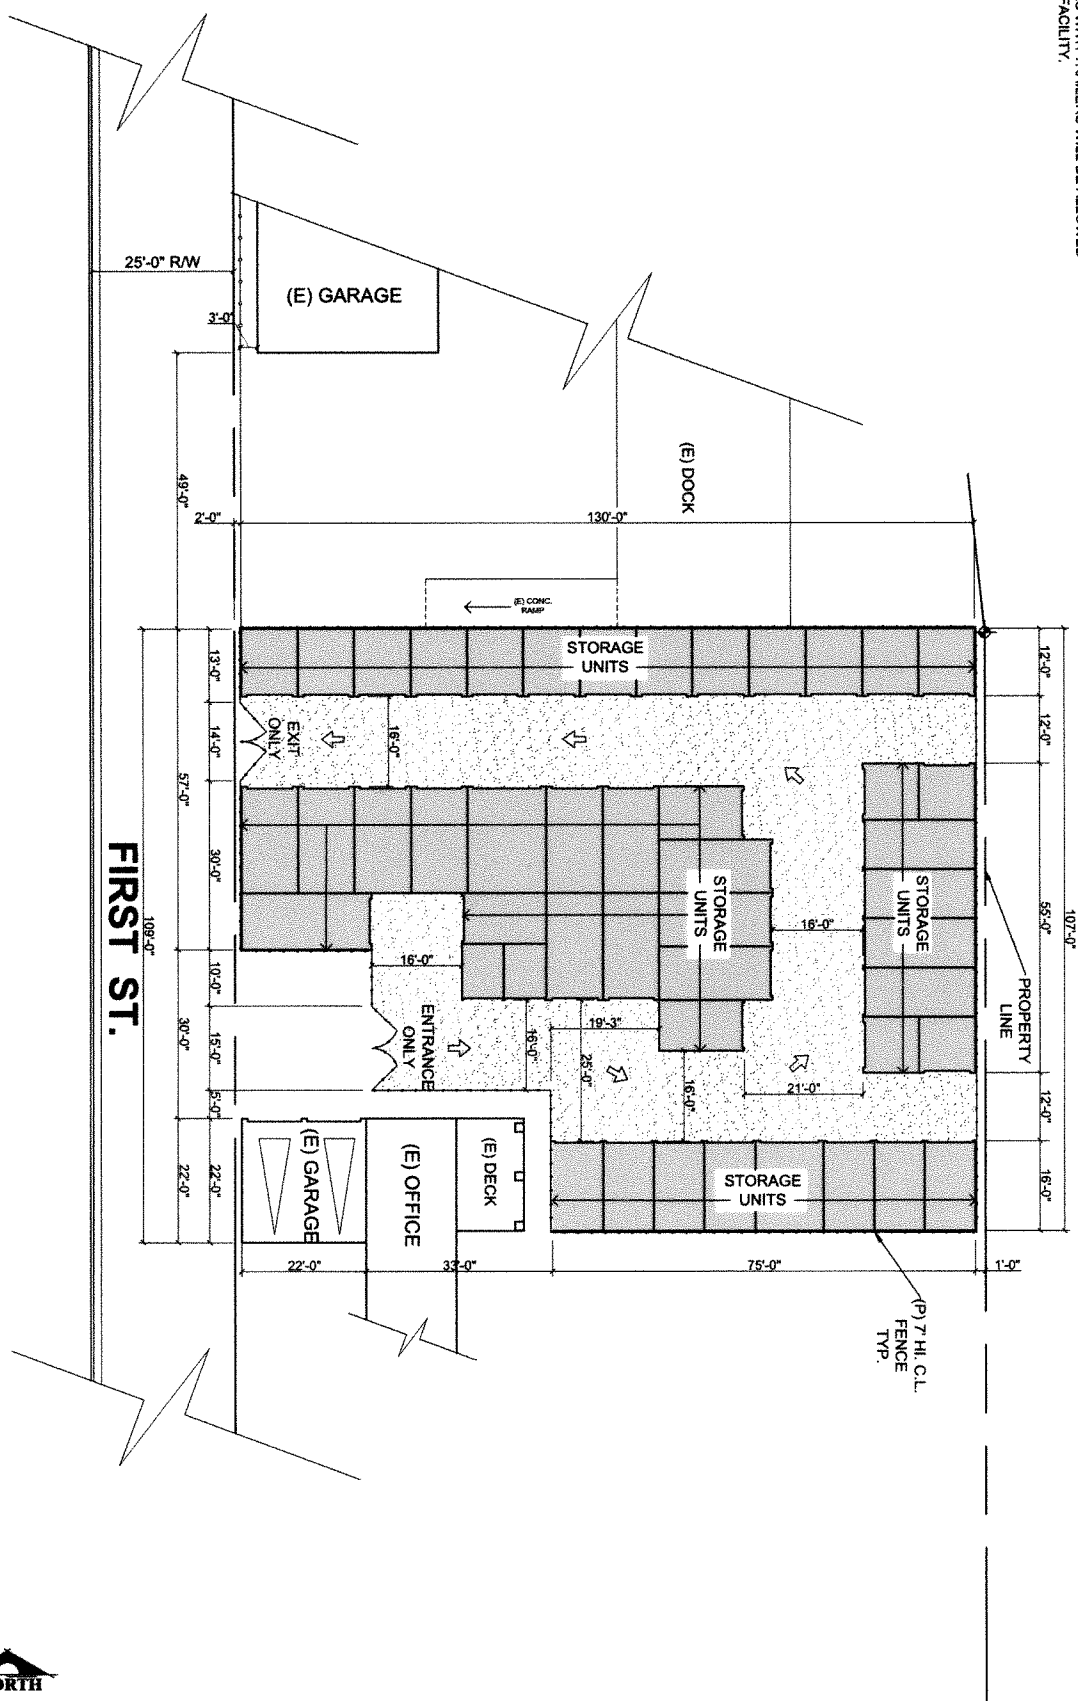 FACILITY.
25'-0" R/W
(E) GARAGE
3'-0"
49'-0"
2'-0"
130'-0"
(E) DOCK
(E) CONC.
RAMP
STORAGE
UNITS
13'-0"
14'-0"
57'-0"
30'-0"
109'-0"
10'-0"
30'-0"
15'-0"
5'-0"
22'-0"
22'-0"
FIRST ST.
EXIT
ONLY
16'-0"
12'-0"
12'-0"
55'-0"
107'-0"
12'-0"
16'-0"
STORAGE
UNITS
STORAGE
UNITS
16'-0"
PROPERTY
LINE
16'-0"
ENTRANCE
ONLY
16'-0"
19'-3"
25'-0"
16'-0"
21'-0"
(E) GARAGE
(E) OFFICE
(E) DECK
STORAGE
UNITS
22'-0"
33'-0"
75'-0"
1'-0"
(P) 7' HI. C.L.
FENCE
TYP.